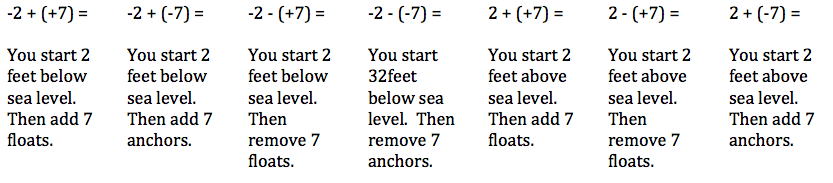 -2 + (+7) =
You start 2
feet below
sea level.
Then add 7
floats.
-2 + (-7) =
You start 2
feet below
sea level.
Then add 7
anchors.
-2 - (+7) =
You start 2
feet below
sea level.
Then
remove 7
floats.
-2 - (-7) =
You start
32feet
below sea
level.  Then
remove 7
anchors.
2 + (+7) =
You start 2
feet above
sea level.
Then add 7
floats.
2 - (+7) =
You start 2
feet above
sea level.
Then
remove 7
floats.
2 + (-7) =
You start 2
feet above
sea level.
Then add 7
anchors.